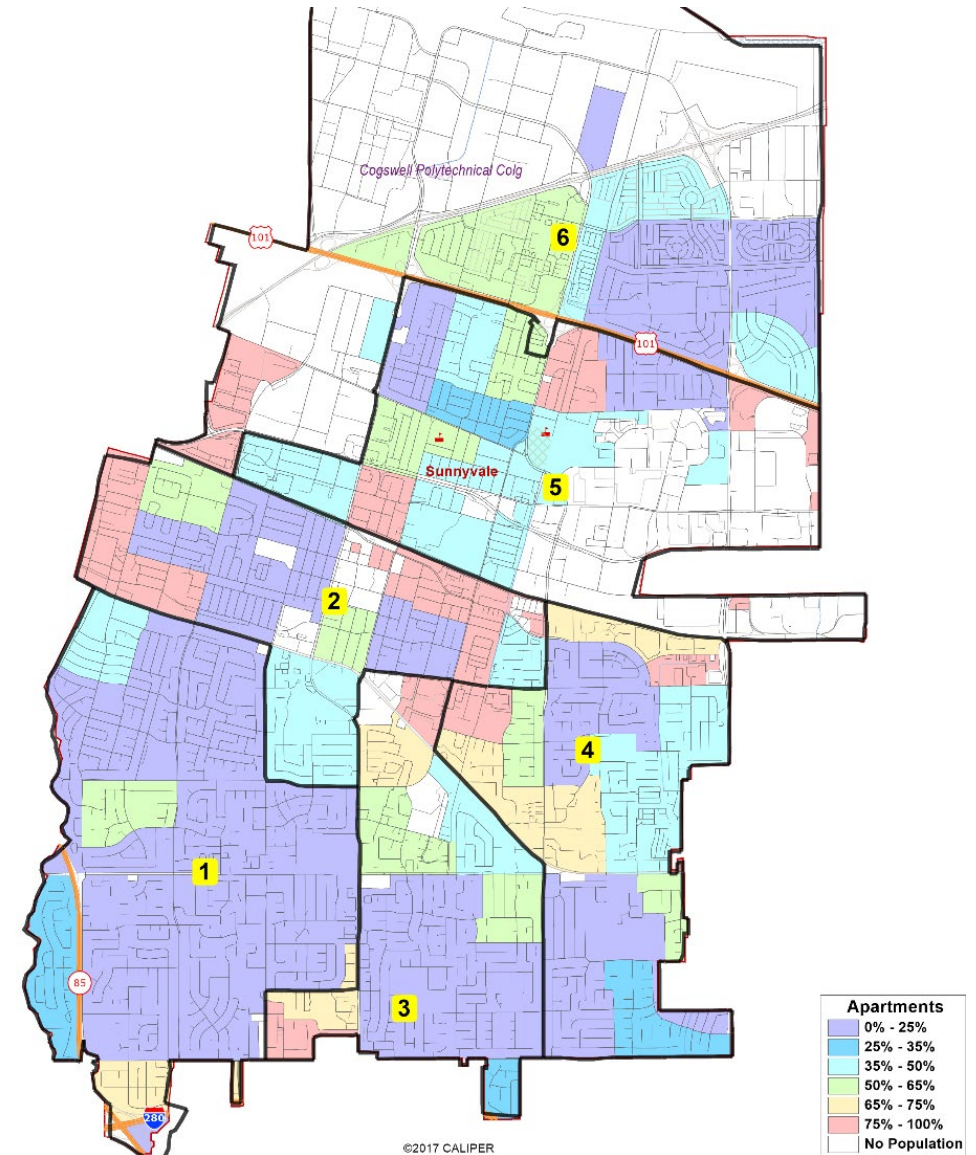 Cogswell Polytechnical Colg
101
6
101
Sunnyvale
5
2
4
1
85
3
280
Apartments
0% - 25%
25% - 35%
35% - 50%
50% - 65%
65% - 75%
75% - 100%
No Population
©2017 CALIPER